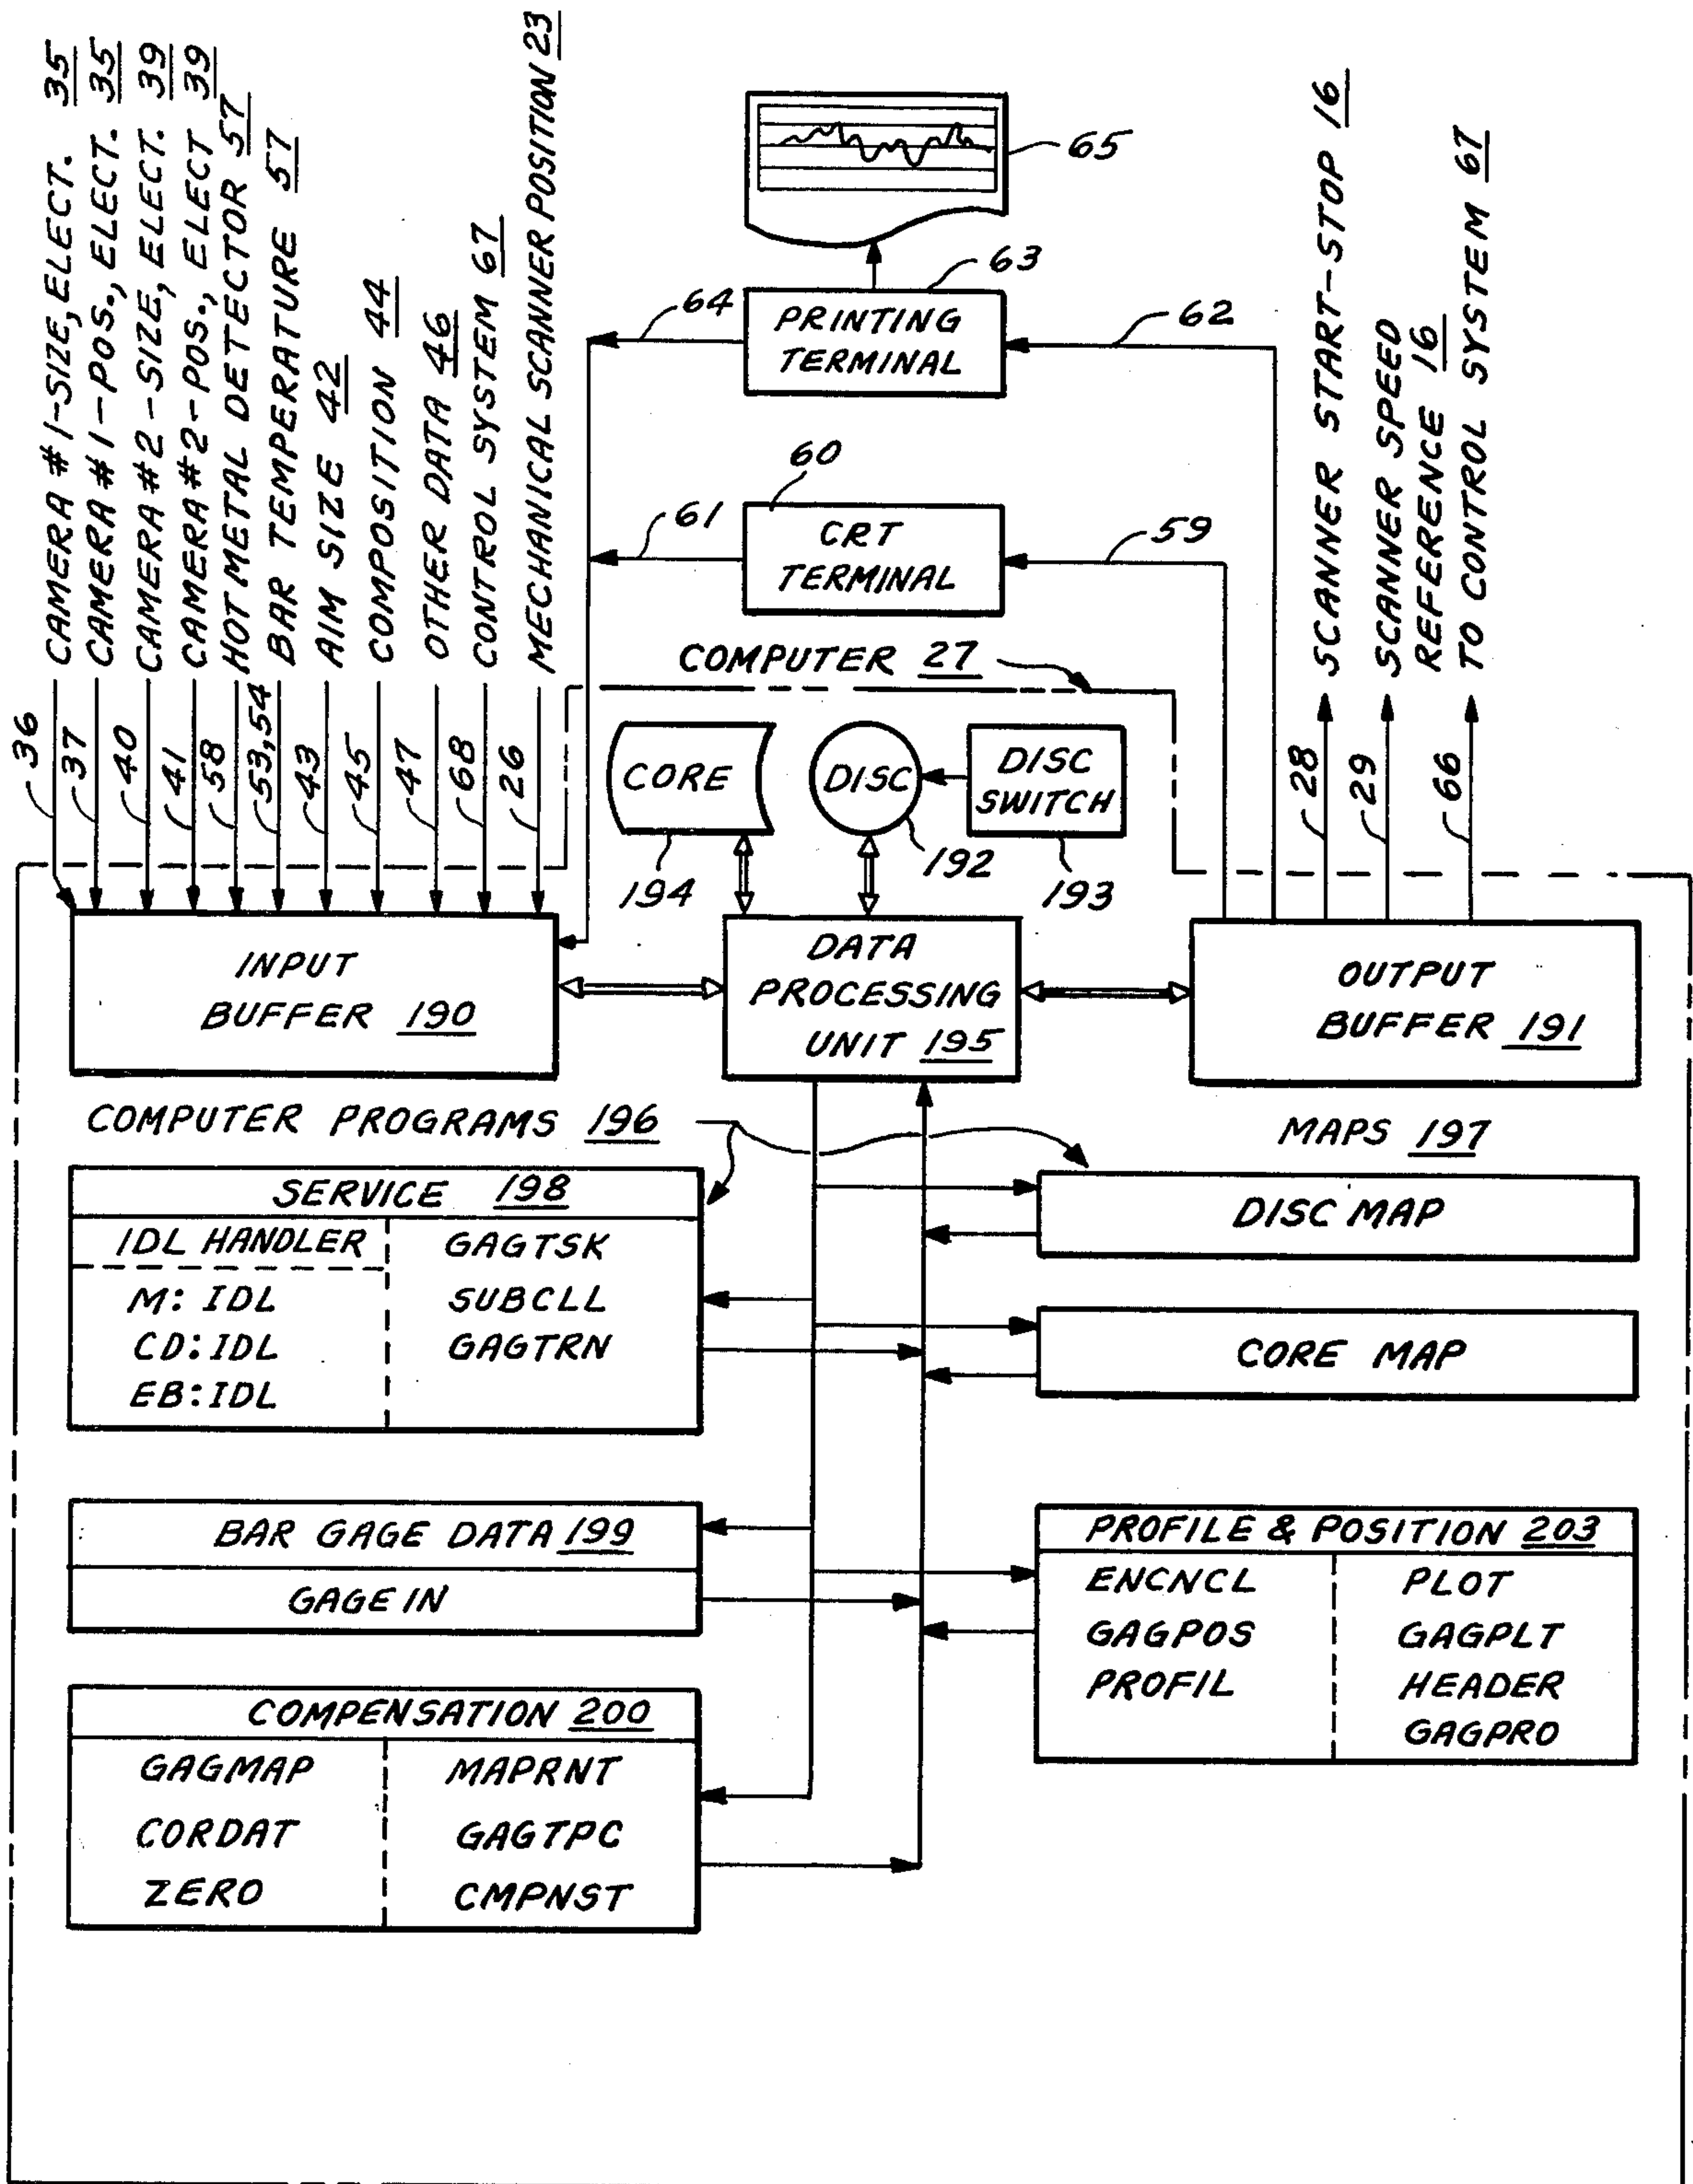 CAMERA #1-SIZE, ELECT. 35
CAMERA #1-POS., ELECT. 35
CAMERA #2-SIZE, ELECT. 39
CAMERA #2-POS., ELECT 39
HOT METAL DETECTOR 57
BAR TEMPERATURE 57
AIM SIZE 42
COMPOSITION 44
OTHER DATA 46
CONTROL SYSTEM 67
MECHANICAL SCANNER POSITION 23
36
37
40
41
58
53,54
43
45
47
68
26
65
63
64
PRINTING
TERMINAL
62
60
61
CRT
TERMINAL
59
SCANNER START-STOP 16
SCANNER SPEED
REFERENCE 16
TO CONTROL SYSTEM 67
28
29
66
COMPUTER 27
CORE
194
DISC
192
DISC
SWITCH
193
INPUT
BUFFER 190
DATA
PROCESSING
UNIT 195
OUTPUT
BUFFER 191
COMPUTER PROGRAMS 196
MAPS 197
SERVICE 198
IDL HANDLER
M: IDL
CD:IDL
EB:IDL
GAGTSK
SUBCLL
GAGTRN
DISC MAP
CORE MAP
BAR GAGE DATA 199
GAGEIN
PROFILE & POSITION 203
ENCNCL
GAGPOS
PROFIL
PLOT
GAGPLT
HEADER
GAGPRO
COMPENSATION 200
GAGMAP
CORDAT
ZERO
MAPRNT
GAGTPC
CMPNST